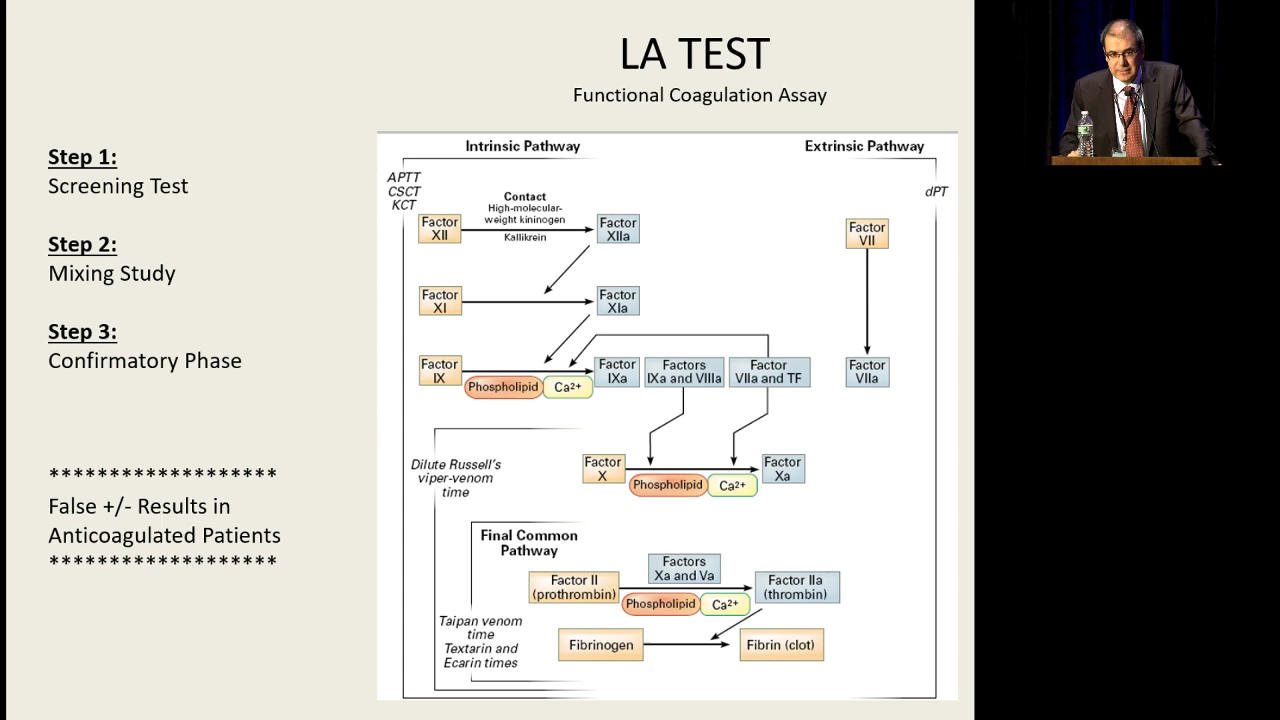 LA TEST
Functional Coagulation Assay
Step 1:
Screening Test
Step 2:
Mixing Study
Step 3:
Confirmatory Phase
*******************
False +/- Results in
Anticoagulated Patients
*******************
Intrinsic Pathway
Extrinsic Pathway
APTT
CSCT
KCT
dPT
Contact
High-molecular-
weight kininogen
Kallikrein
Factor
XII
Factor
XIIa
Factor
VII
Factor
XI
Factor
XIa
Factor
IX
Phospholipid
Ca2+
Factor
IXa
Factors
IXa and VIIIa
Factor
VIIa and TF
Factor
VIIa
Dilute Russell's
viper-venom
time
Factor
X
Phospholipid
Ca2+
Factor
Xa
Final Common
Pathway
Factors
Xa and Va
Factor II
(prothrombin)
Phospholipid
Ca2+
Factor IIa
(thrombin)
Taipan venom
time
Textarin and
Ecarin times
Fibrinogen
Fibrin (clot)